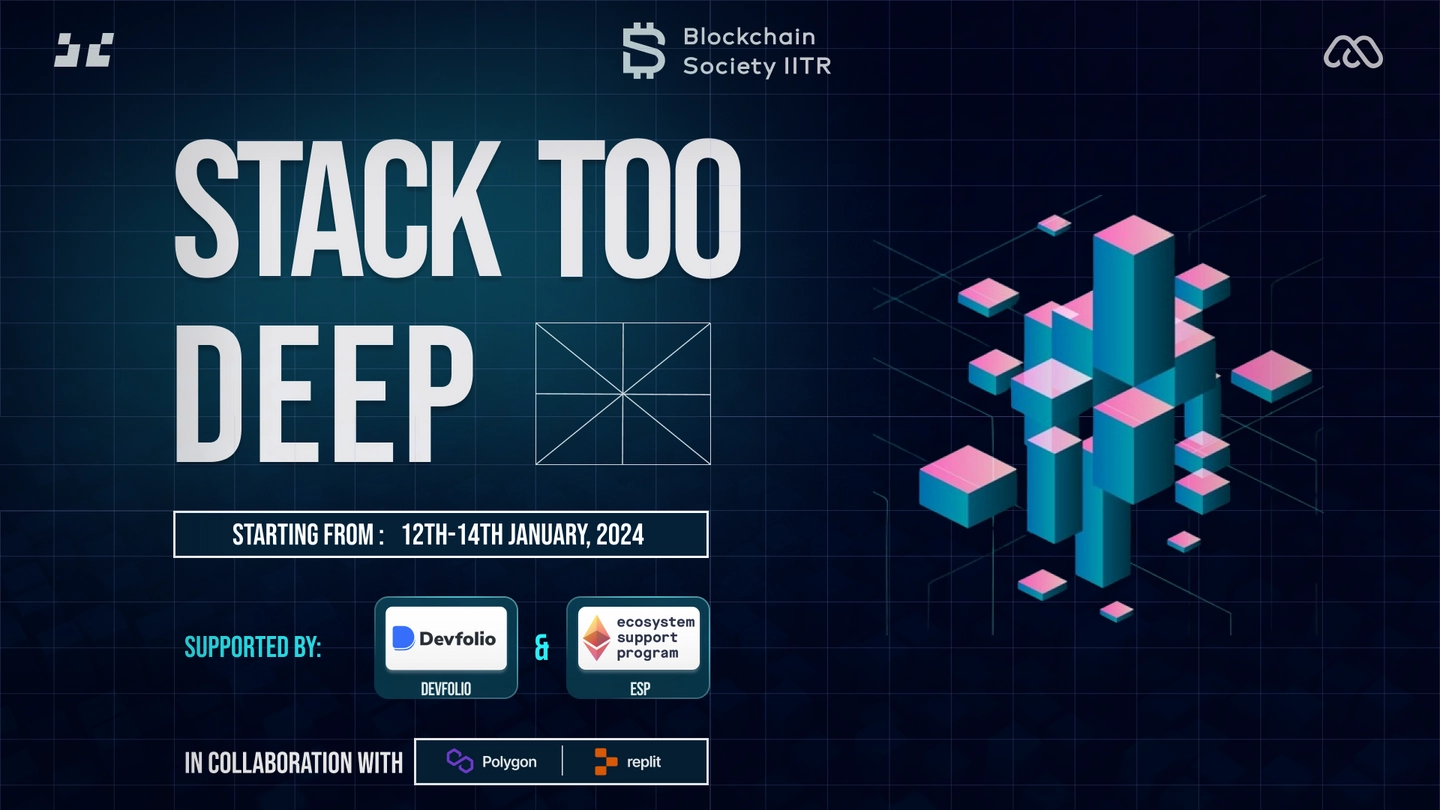 Blockchain
Society IITR
STACK TOO
DEEP
STARTING FROM : 12TH-14TH JANUARY, 2024
SUPPORTED BY:
Devfolio
DEVFOLIO
&
ecosystem
support
program
ESP
IN COLLABORATION WITH
Polygon
replit